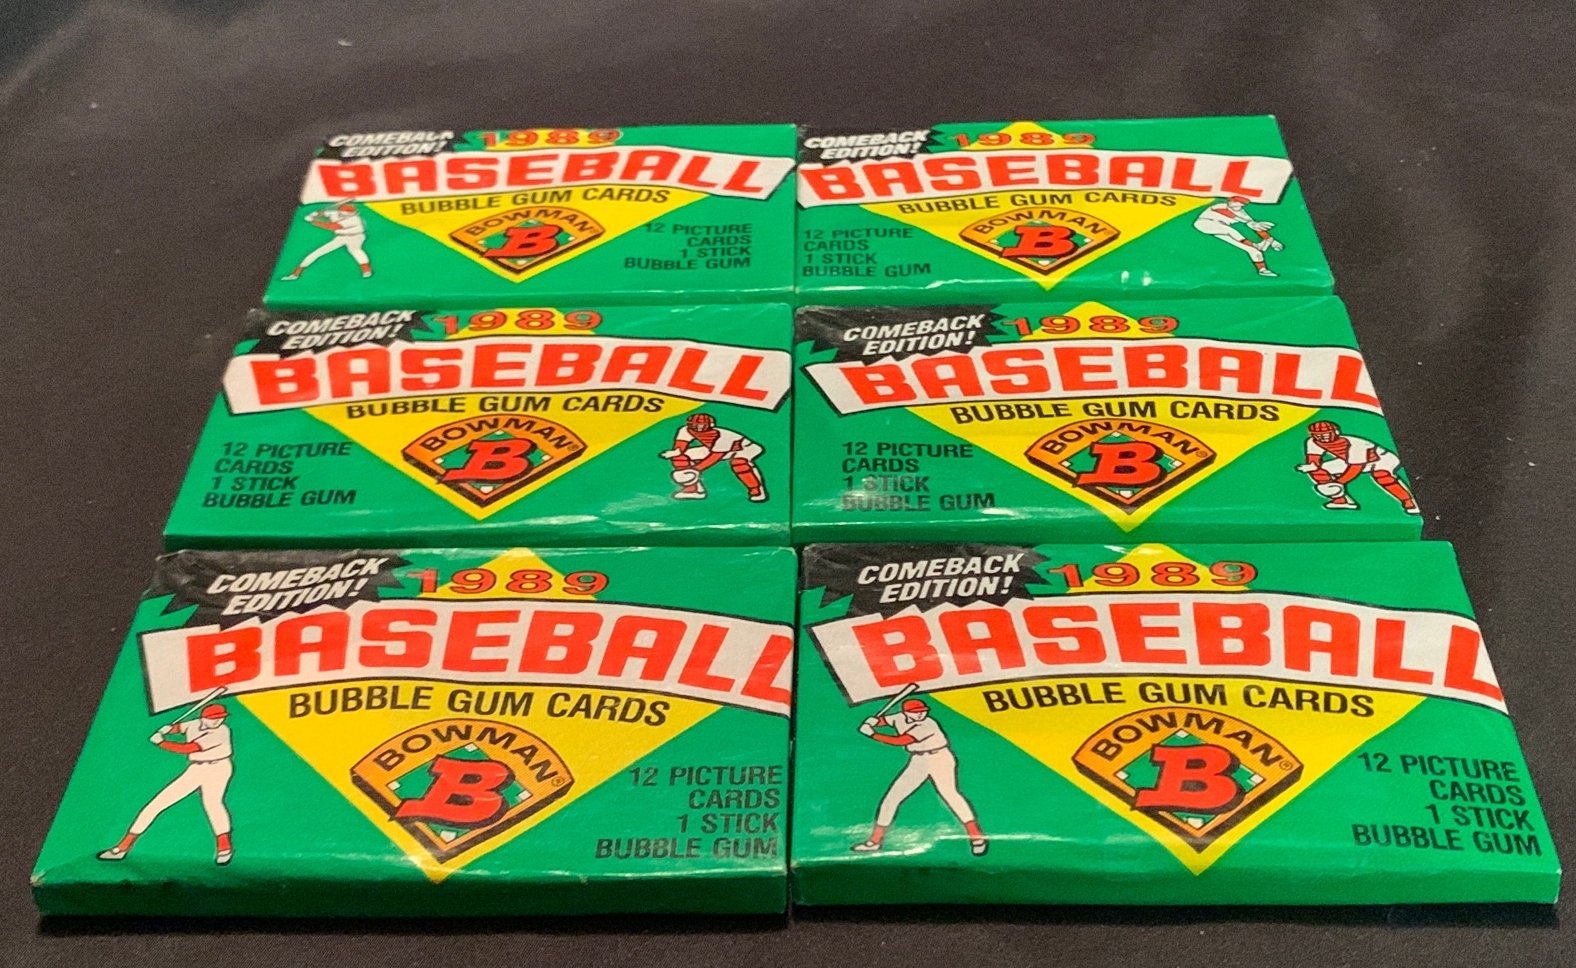 COMEBACK
EDITION!
1989
BASEBALL
BUBBLE GUM CARDS
BOWMAN®
B
12 PICTURE
CARDS
1 STICK
BUBBLE GUM
COMEBACK
EDITION!
1989
BASEBALL
BUBBLE GUM CARDS
BOWMAN®
B
12 PICTURE
CARDS
1 STICK
BUBBLE GUM
COMEBACK
EDITION!
1989
BASEBALL
BUBBLE GUM CARDS
BOWMAN®
B
12 PICTURE
CARDS
1 STICK
BUBBLE GUM
COMEBACK
EDITION!
1989
BASEBALL
BUBBLE GUM CARDS
BOWMAN®
B
12 PICTURE
CARDS
1 STICK
BUBBLE GUM
COMEBACK
EDITION!
1989
BASEBALL
BUBBLE GUM CARDS
BOWMAN®
B
12 PICTURE
CARDS
1 STICK
BUBBLE GUM
COMEBACK
EDITION!
1989
BASEBALL
BUBBLE GUM CARDS
BOWMAN®
B
12 PICTURE
CARDS
1 STICK
BUBBLE GUM